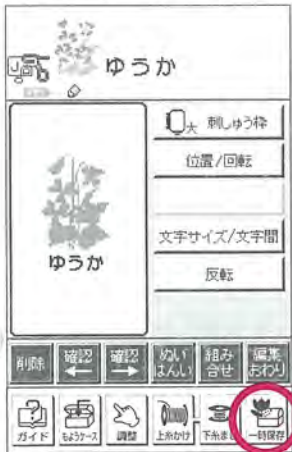 ゆうか
大 刺しゅう枠
位置/回転
ゆうか
文字サイズ/文字間
反転
削除
確認
確認
ぬい
はんい
組み
合せ
編集
おわり
ガイド
もようケース
調整
上糸かけ
下糸まき
一時保存